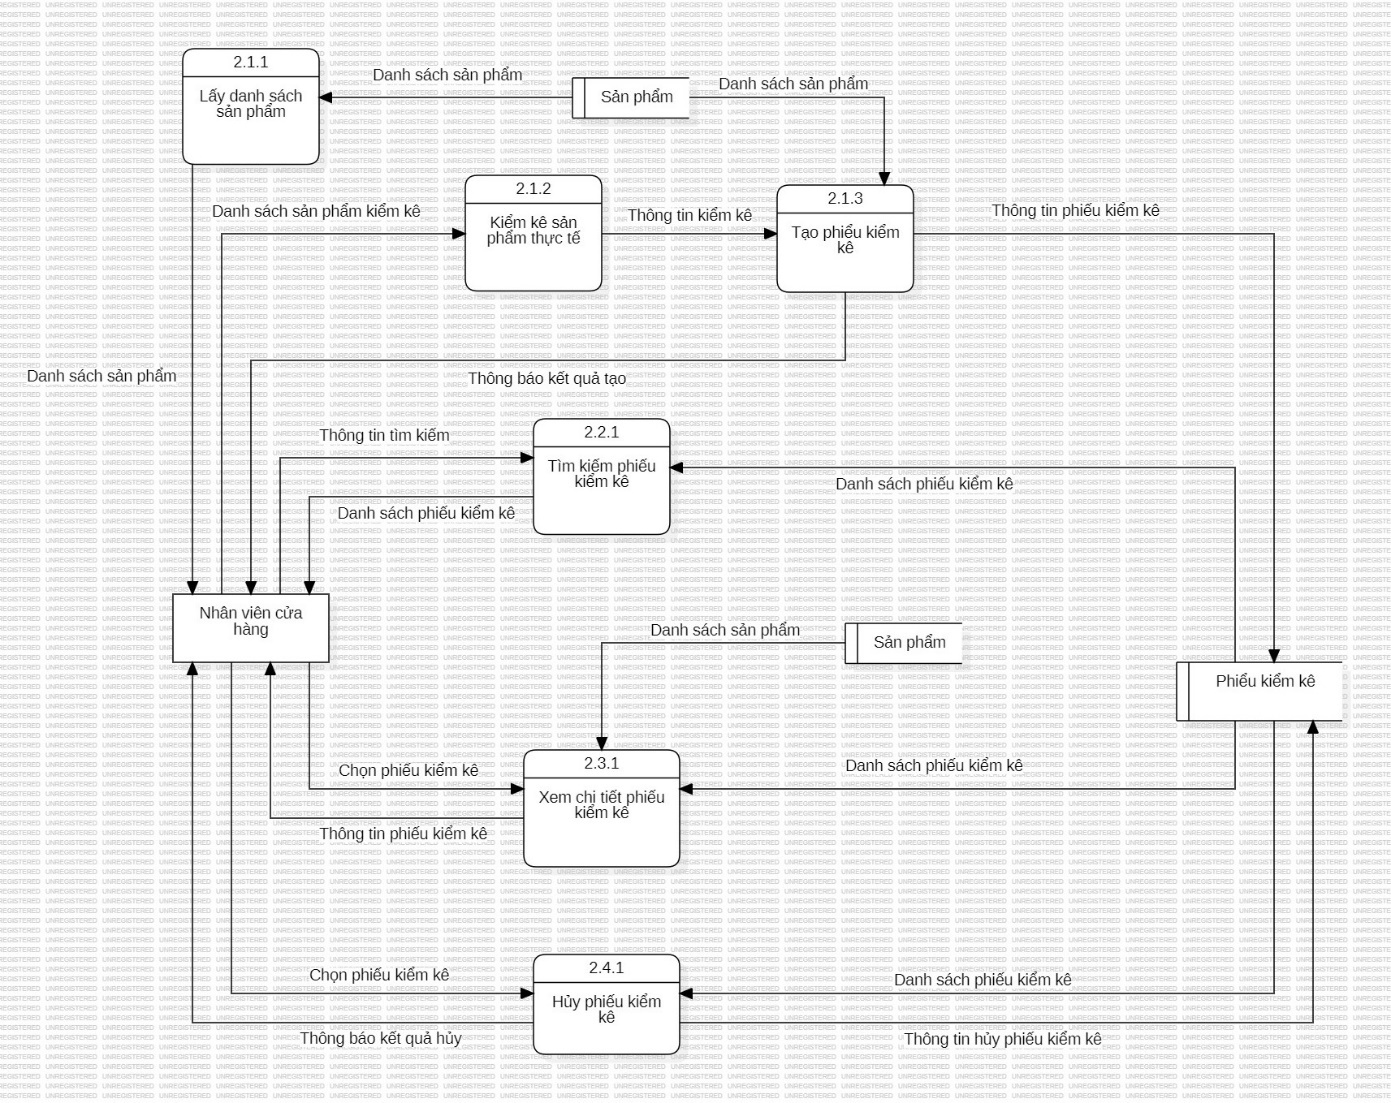 2.1.1
Lấy danh sách
sản phẩm
Danh sách sản phẩm
Sản phẩm
Danh sách sản phẩm
2.1.2
Kiểm kê sản
phẩm thực tế
Danh sách sản phẩm kiểm kê
Thông tin kiểm kê
2.1.3
Tạo phiếu kiểm
kê
Thông tin phiếu kiểm kê
Danh sách sản phẩm
Thông báo kết quả tạo
Thông tin tìm kiếm
2.2.1
Tìm kiếm phiếu
kiểm kê
Danh sách phiếu kiểm kê
Danh sách phiếu kiểm kê
Nhân viên cửa
hàng
Danh sách sản phẩm
Sản phẩm
Phiếu kiểm kê
Chọn phiếu kiểm kê
2.3.1
Xem chi tiết phiếu
kiểm kê
Danh sách phiếu kiểm kê
Thông tin phiếu kiểm kê
Chọn phiếu kiểm kê
2.4.1
Hủy phiếu kiểm
kê
Danh sách phiếu kiểm kê
Thông báo kết quả hủy
Thông tin hủy phiếu kiểm kê
UNREGISTERED